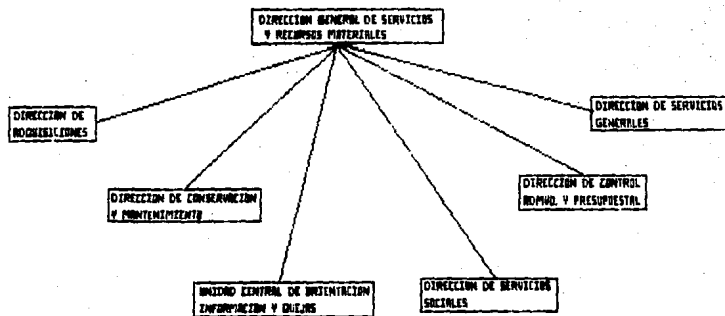 DIRECCION GENERAL DE SERVICIOS
Y RECURSOS MATERIALES
DIRECCION DE
ADQUISICIONES
DIRECCION DE SERVICIOS
GENERALES
DIRECCION DE CONSERVACION
Y MANTENIMIENTO
DIRECCION DE CONTROL
ADMVO. Y PRESUPUESTAL
UNIDAD CENTRAL DE ORIENTACION
INFORMACION Y QUEJAS
DIRECCION DE SERVICIOS
SOCIALES